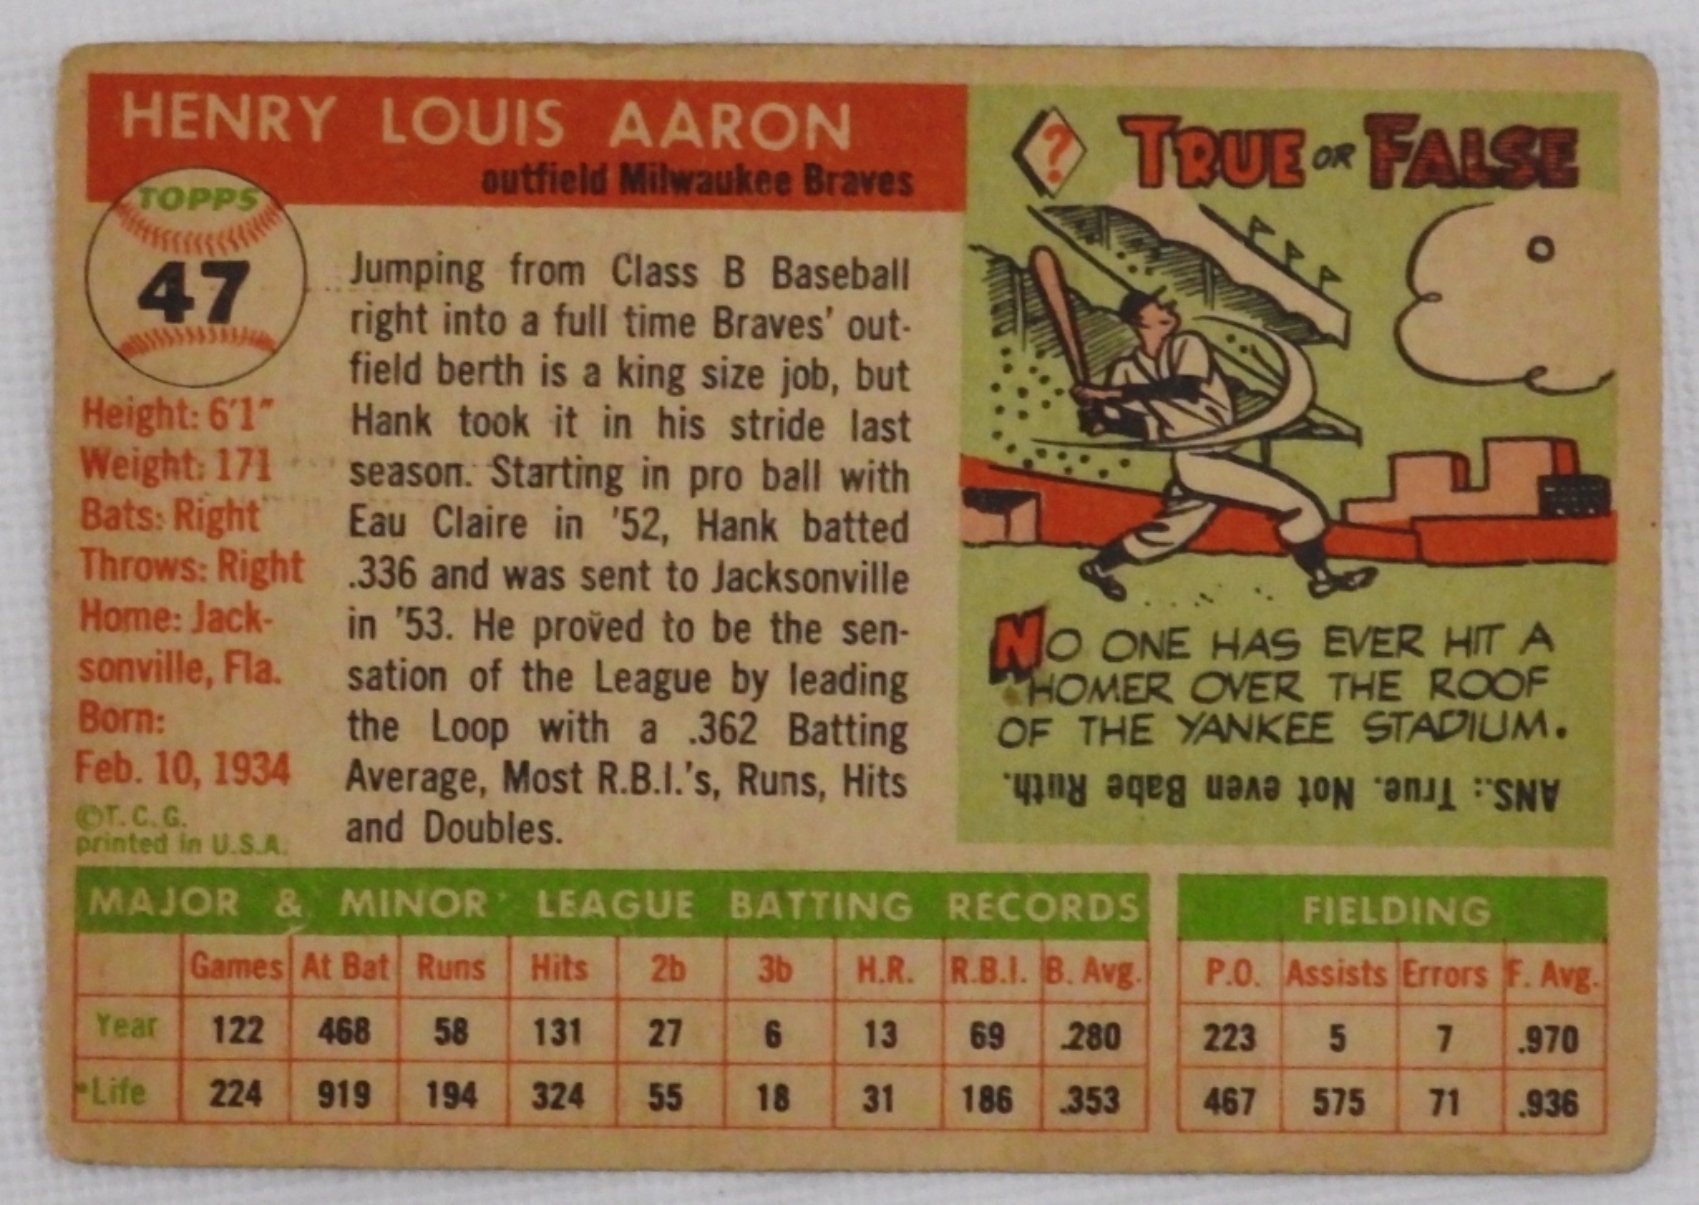 HENRY LOUIS AARON
outfield Milwaukee Braves
TOPPS
47
Height: 6'1"
Weight: 171
Bats: Right
Throws: Right
Home: Jack-
sonville, Fla.
Born:
Feb. 10, 1934
©T.C.G.
printed in U.S.A.
Jumping from Class B Baseball
right into a full time Braves' out-
field berth is a king size job, but
Hank took it in his stride last
season. Starting in pro ball with
Eau Claire in '52, Hank batted
.336 and was sent to Jacksonville
in '53. He proved to be the sen-
sation of the League by leading
the Loop with a .362 Batting
Average, Most R.B.I.'s, Runs, Hits
and Doubles.
? TRUE OR FALSE
NO ONE HAS EVER HIT A
HOMER OVER THE ROOF
OF THE YANKEE STADIUM.
ANS.: True. Not even Babe Ruth.
MAJOR & MINOR LEAGUE BATTING RECORDS
Games At Bat Runs Hits 2b 3b H.R. R.B.I. B. Avg.
Year 122 468 58 131 27 6 13 69 .280
Life 224 919 194 324 55 18 31 186 .353
FIELDING
P.O. Assists Errors F. Avg.
223 5 7 .970
467 575 71 .936